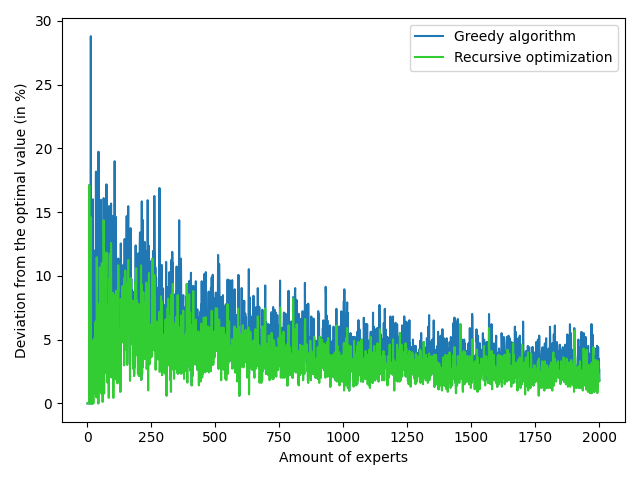 30
25
20
15
10
5
0
Deviation from the optimal value (in %)
Greedy algorithm
Recursive optimization
0 250 500 750 1000 1250 1500 1750 2000
Amount of experts